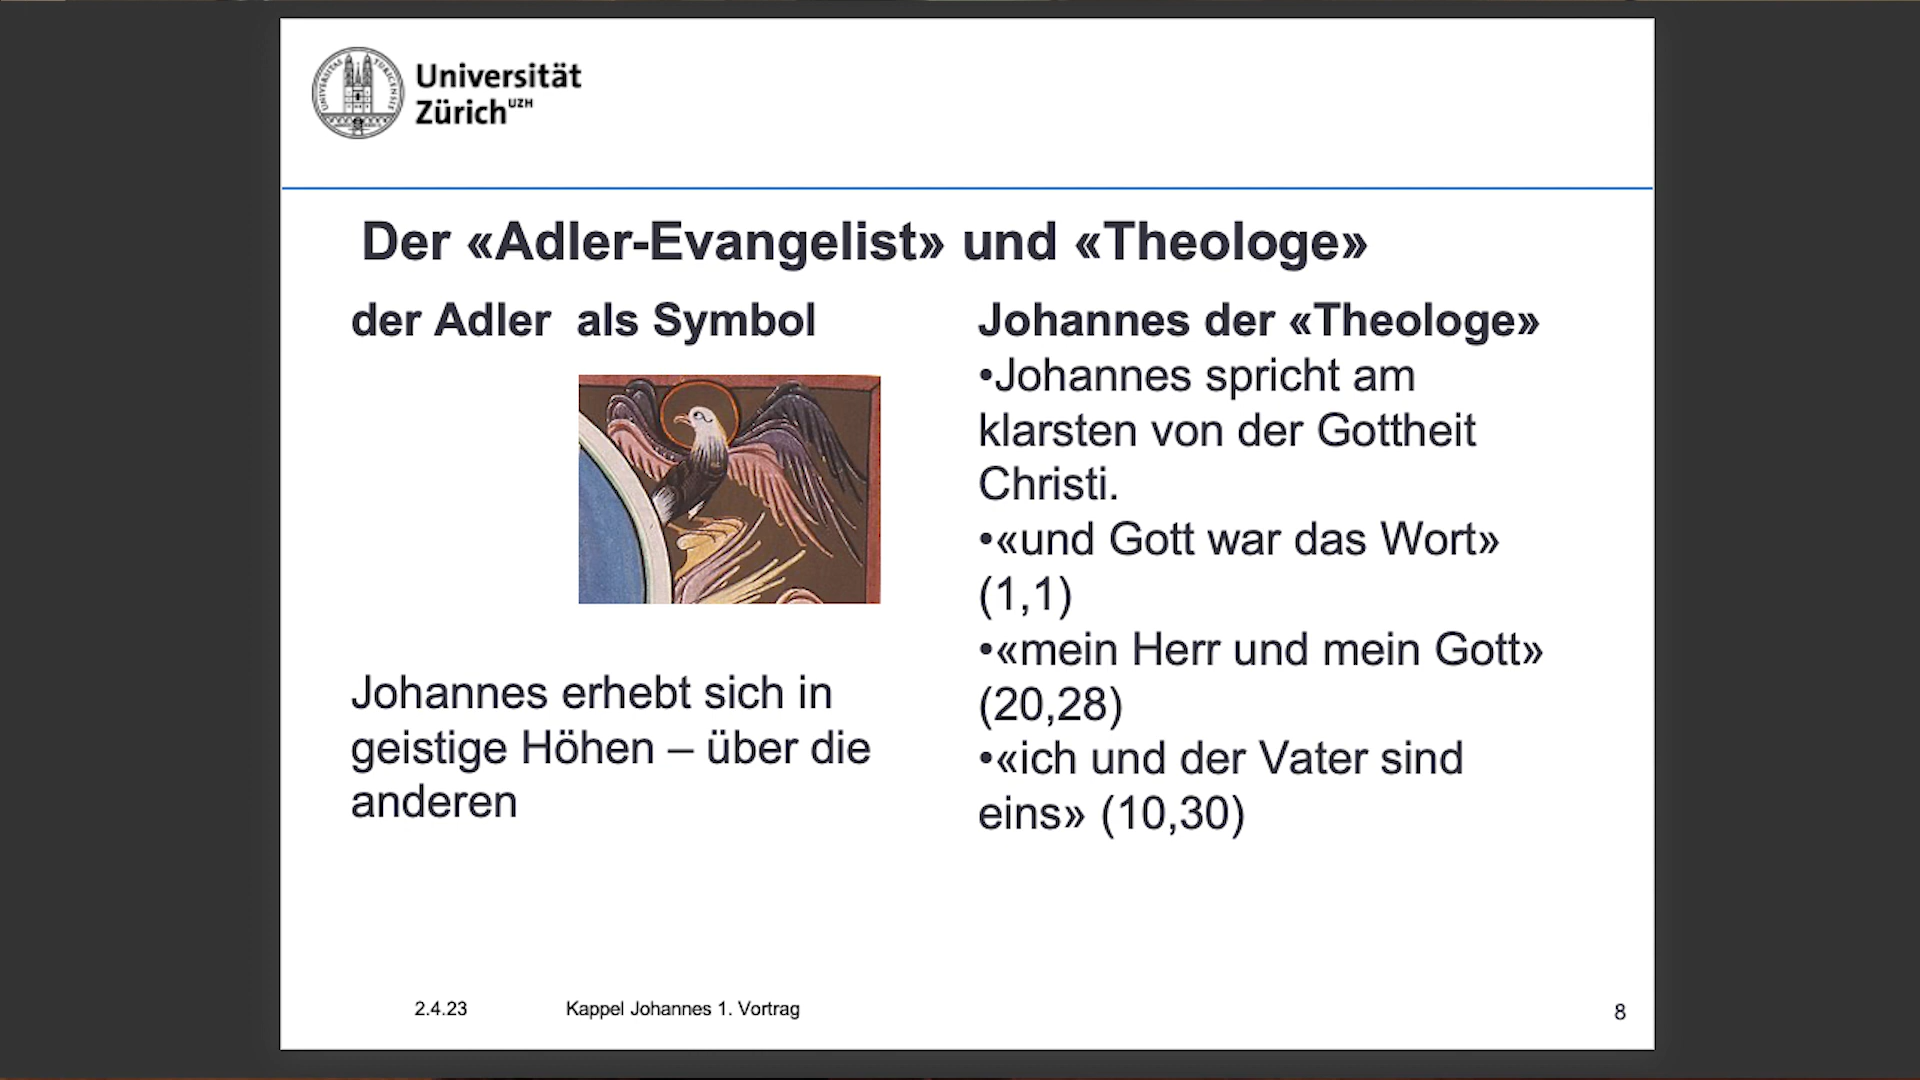 UNIVERSITAS TURICENSIS
Universität
Zürich UZH
Der «Adler-Evangelist» und «Theologe»
der Adler als Symbol
Johannes erhebt sich in
geistige Höhen – über die
anderen
Johannes der «Theologe»
•Johannes spricht am
klarsten von der Gottheit
Christi.
•«und Gott war das Wort»
(1,1)
•«mein Herr und mein Gott»
(20,28)
•«ich und der Vater sind
eins» (10,30)
2.4.23
Kappel Johannes 1. Vortrag
8